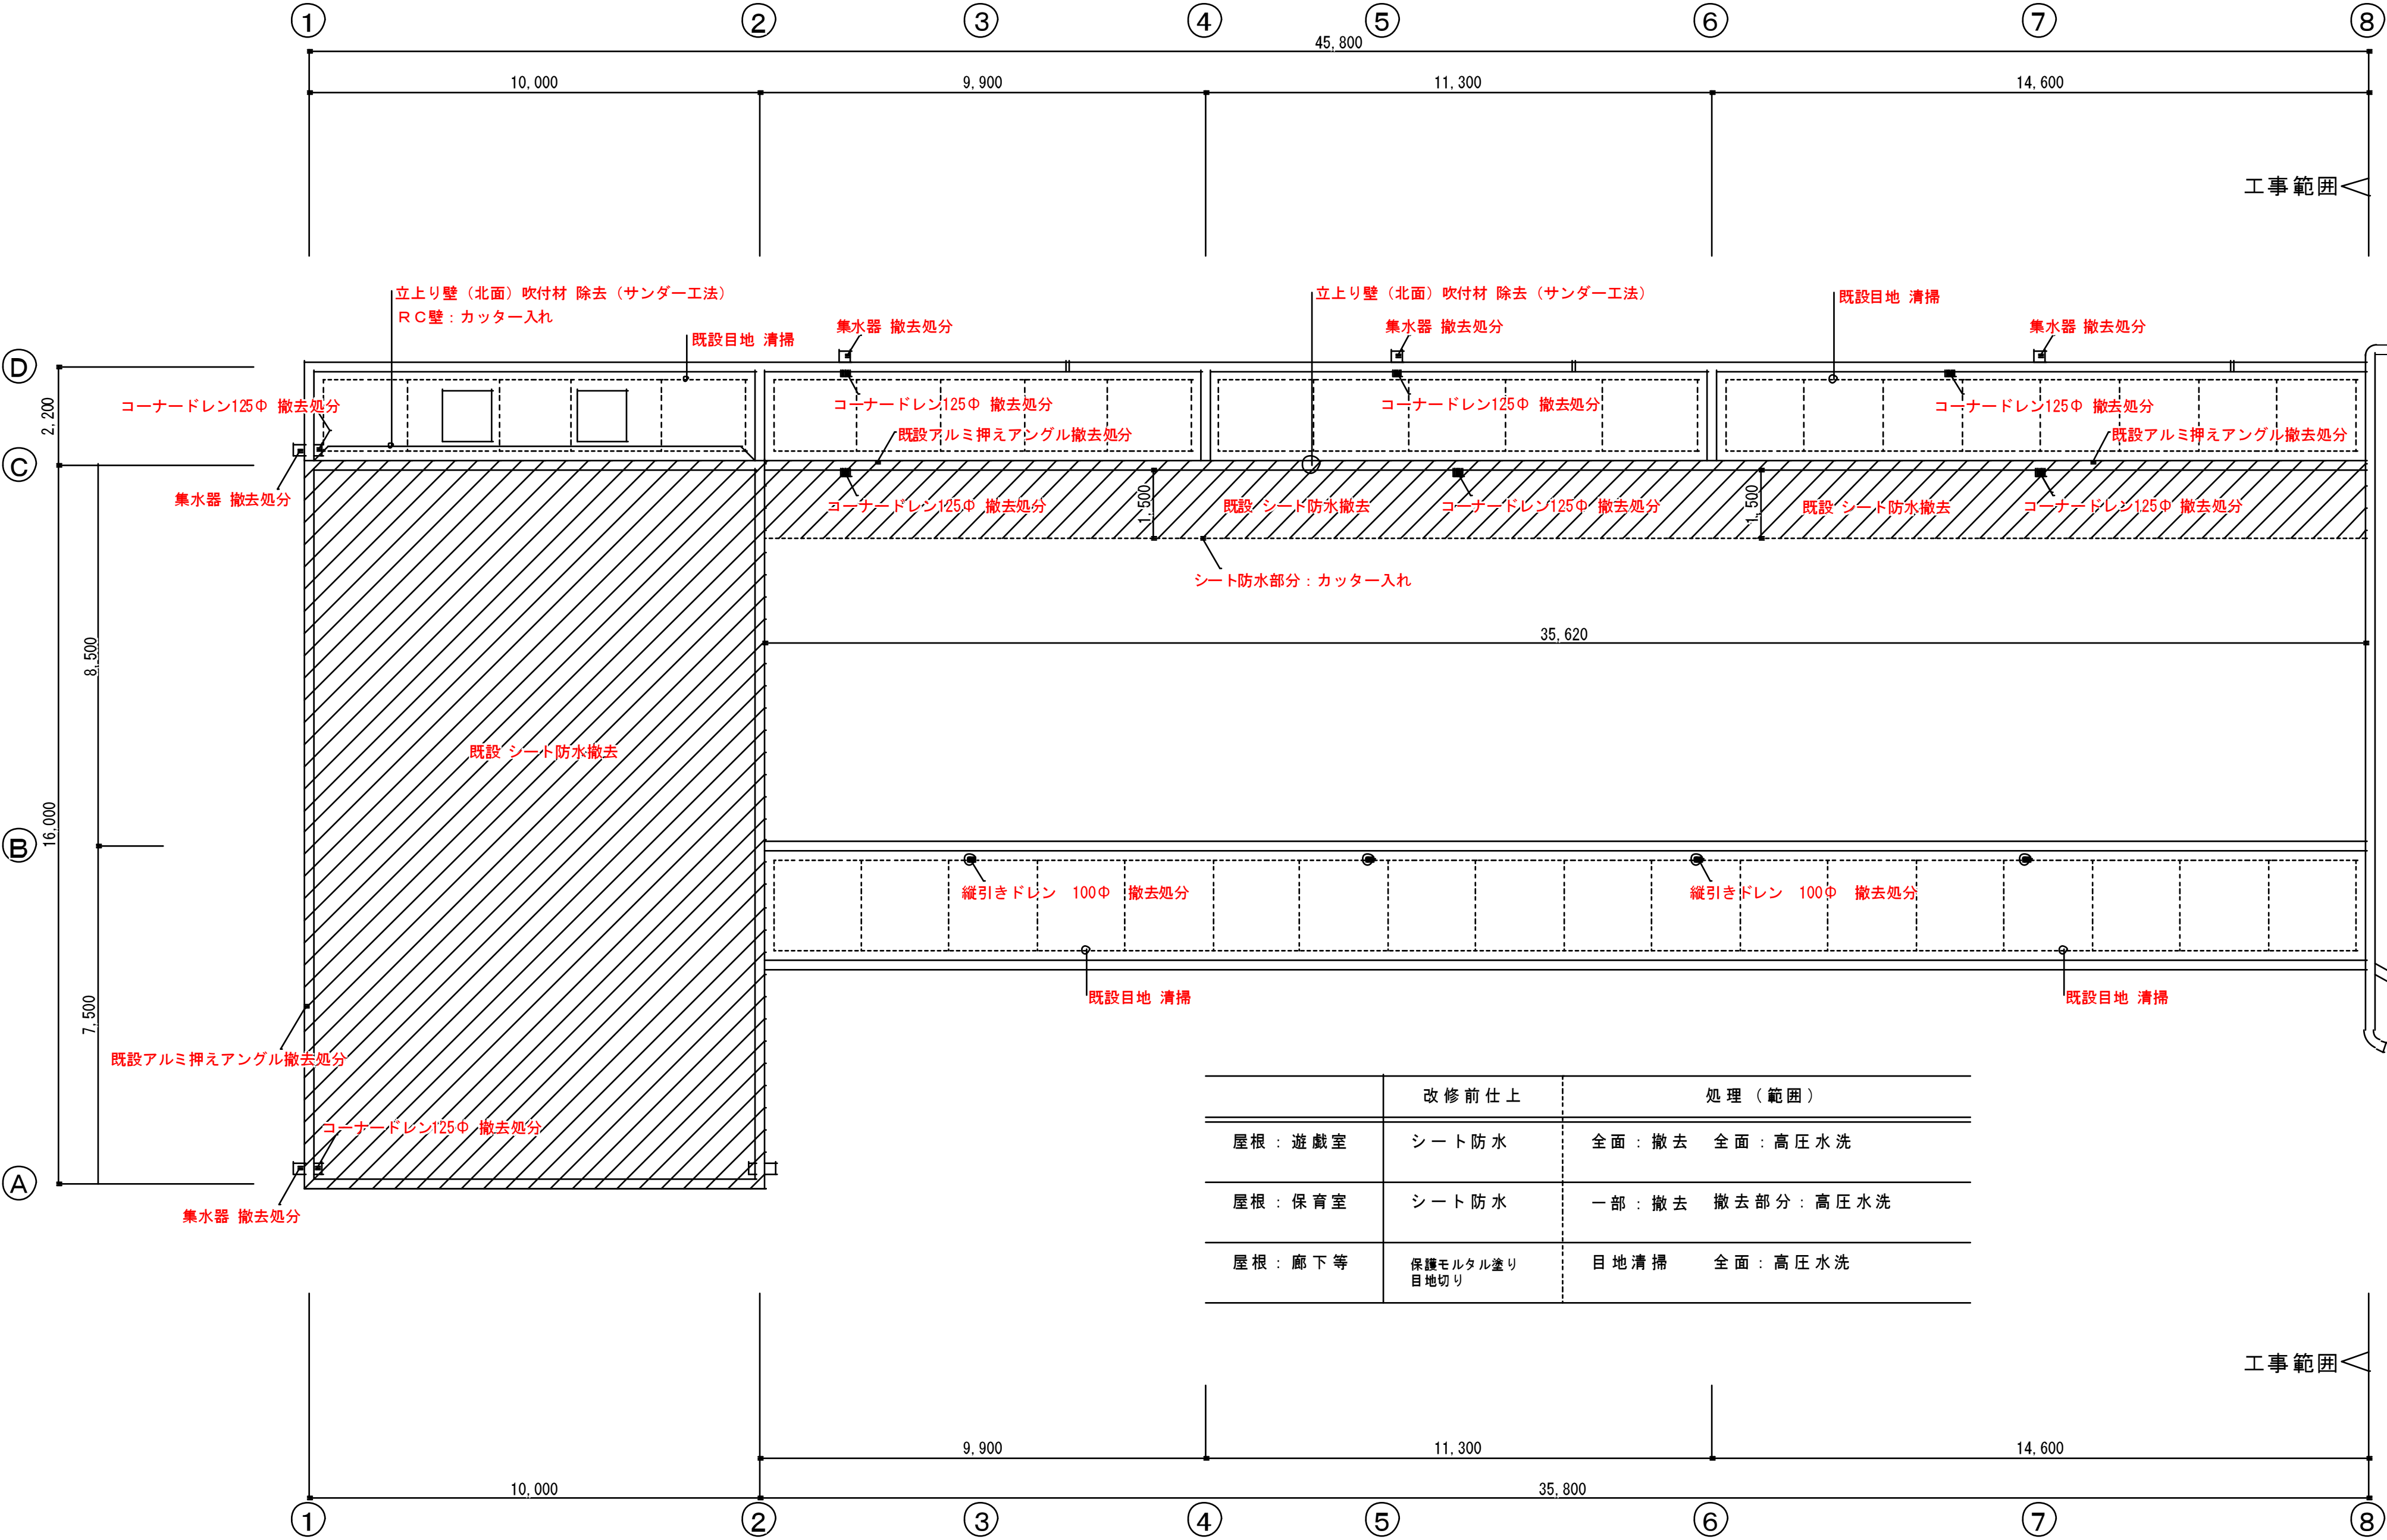 ① ② ③ ④ ⑤ ⑥ ⑦ ⑧
45,800
10,000 9,900 11,300 14,600
工事範囲
立上り壁（北面）吹付材 除去（サンダー工法）
ＲＣ壁：カッター入れ
既設目地 清掃
集水器 撤去処分
立上り壁（北面）吹付材 除去（サンダー工法）
集水器 撤去処分
既設目地 清掃
集水器 撤去処分
Ⓓ
2,200
コーナードレン125Φ 撤去処分
コーナードレン125Φ 撤去処分
コーナードレン125Φ 撤去処分
コーナードレン125Φ 撤去処分
既設アルミ押えアングル撤去処分
既設アルミ押えアングル撤去処分
Ⓒ
集水器 撤去処分
コーナードレン125Φ 撤去処分
1,500
既設 シート防水撤去
コーナードレン125Φ 撤去処分
1,500
既設 シート防水撤去
コーナードレン125Φ 撤去処分
シート防水部分：カッター入れ
35,620
8,500
既設 シート防水撤去
16,000
Ⓑ
縦引きドレン 100Φ 撤去処分
縦引きドレン 100Φ 撤去処分
既設目地 清掃
既設目地 清掃
7,500
既設アルミ押えアングル撤去処分
コーナードレン125Φ 撤去処分
Ⓐ
集水器 撤去処分
改修前仕上 処理（範囲）
屋根：遊戯室 シート防水 全面：撤去 全面：高圧水洗
屋根：保育室 シート防水 一部：撤去 撤去部分：高圧水洗
屋根：廊下等 保護モルタル塗り 目地清掃 全面：高圧水洗
目地切り
工事範囲
9,900 11,300 14,600
10,000 35,800
① ② ③ ④ ⑤ ⑥ ⑦ ⑧